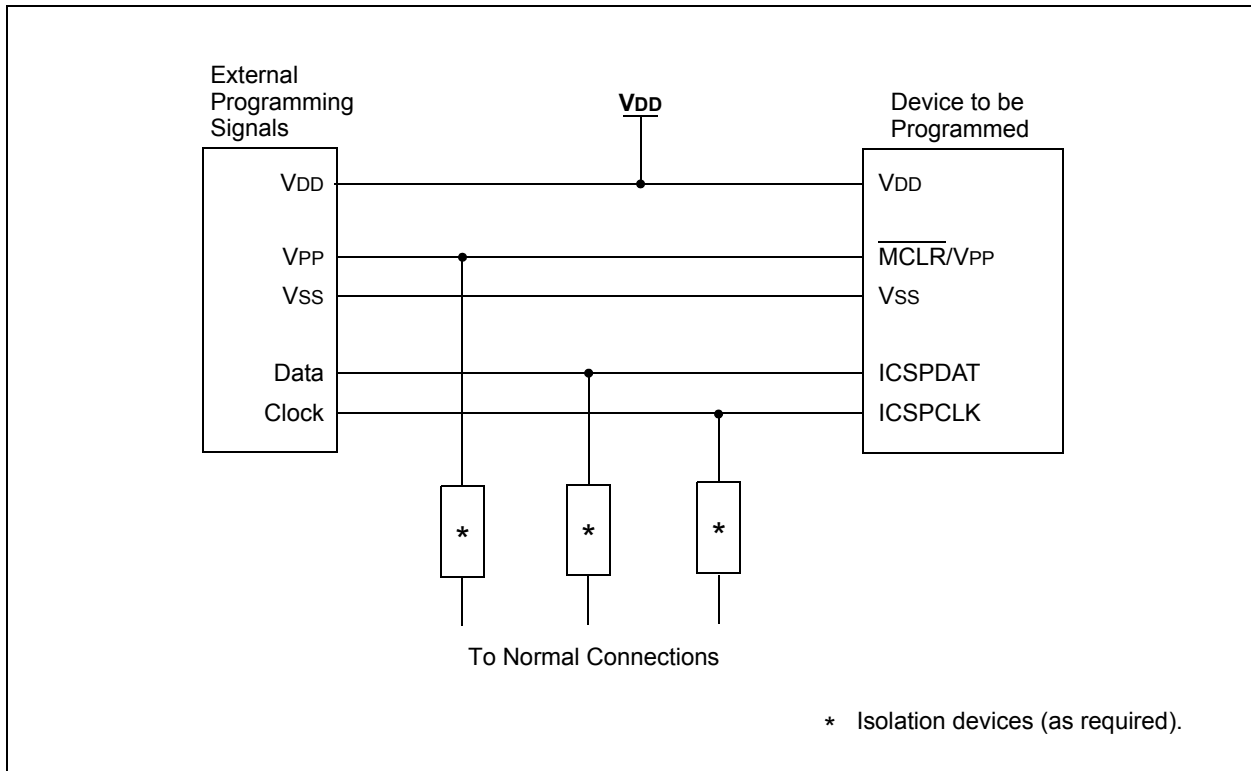 External
Programming
Signals
VDD
Device to be
Programmed
VDD
VDD
VPP
MCLR/VPP
VSS
VSS
Data
ICSPDAT
Clock
ICSPCLK
* * *
To Normal Connections
* Isolation devices (as required).